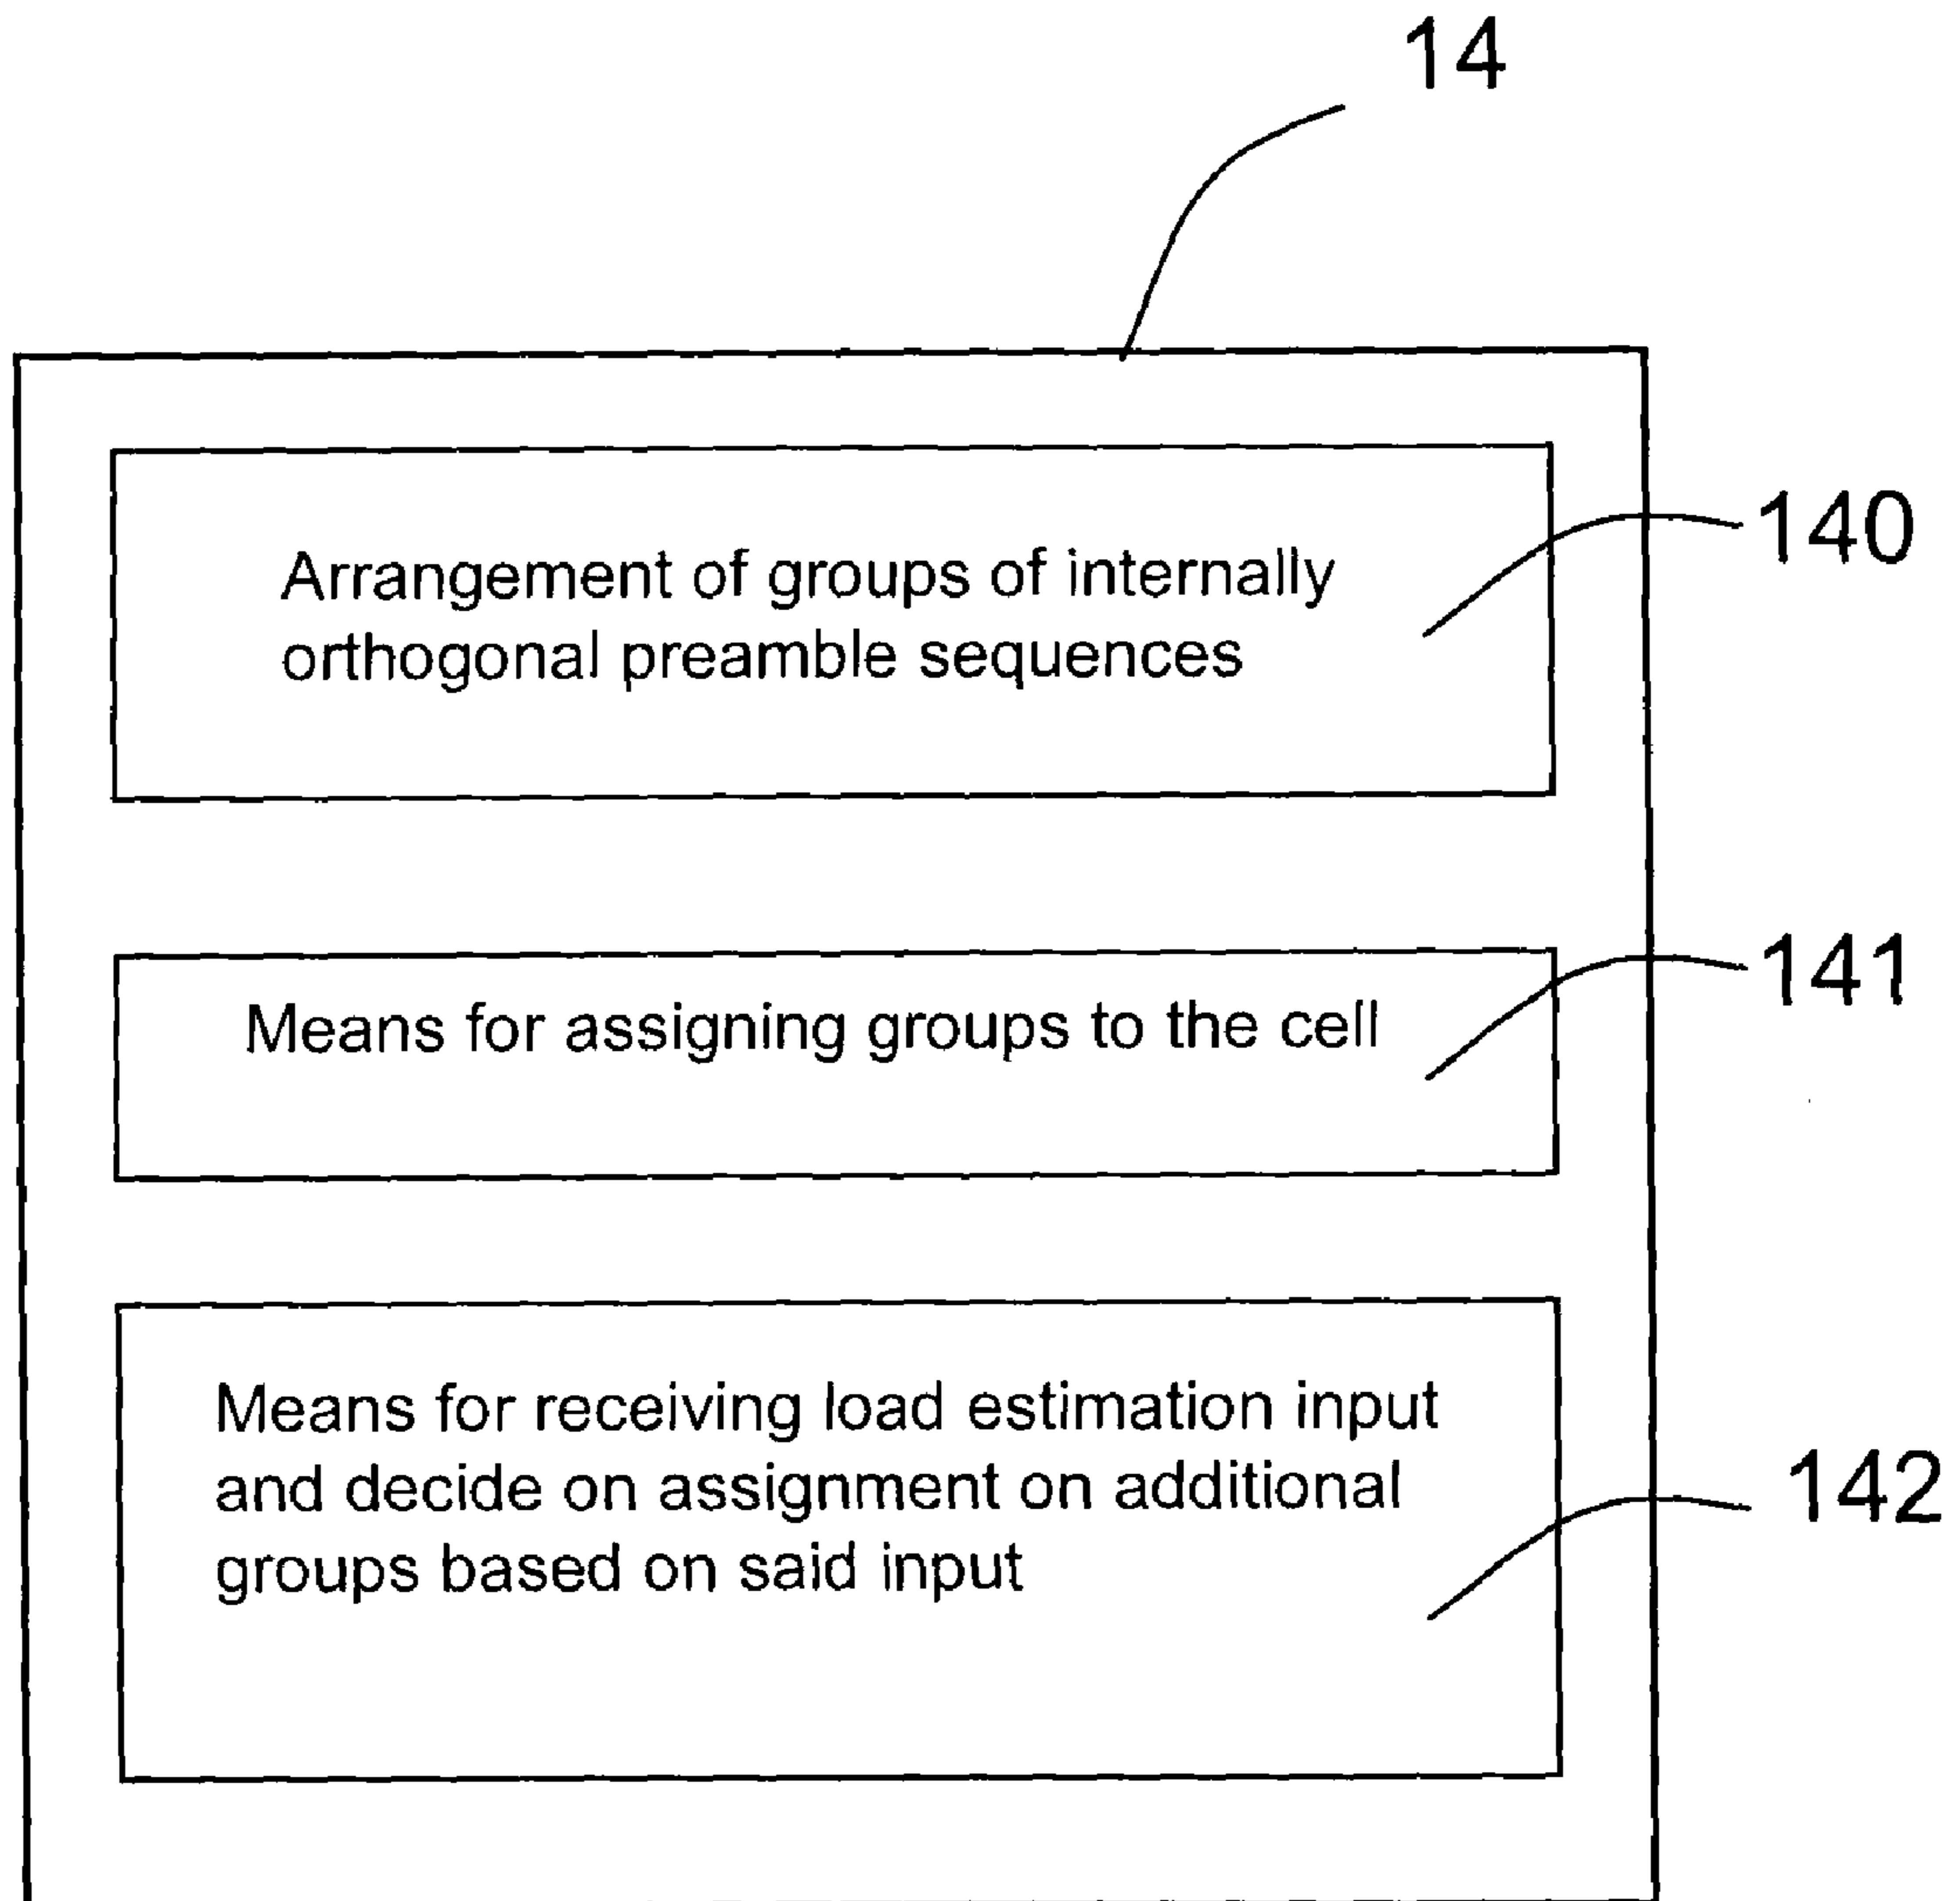 14
Arrangement of groups of internally
140
orthogonal preamble sequences
Means for assigning groups to the cell
141
Means for receiving load estimation input
and decide on assignment on additional
142
groups based on said input